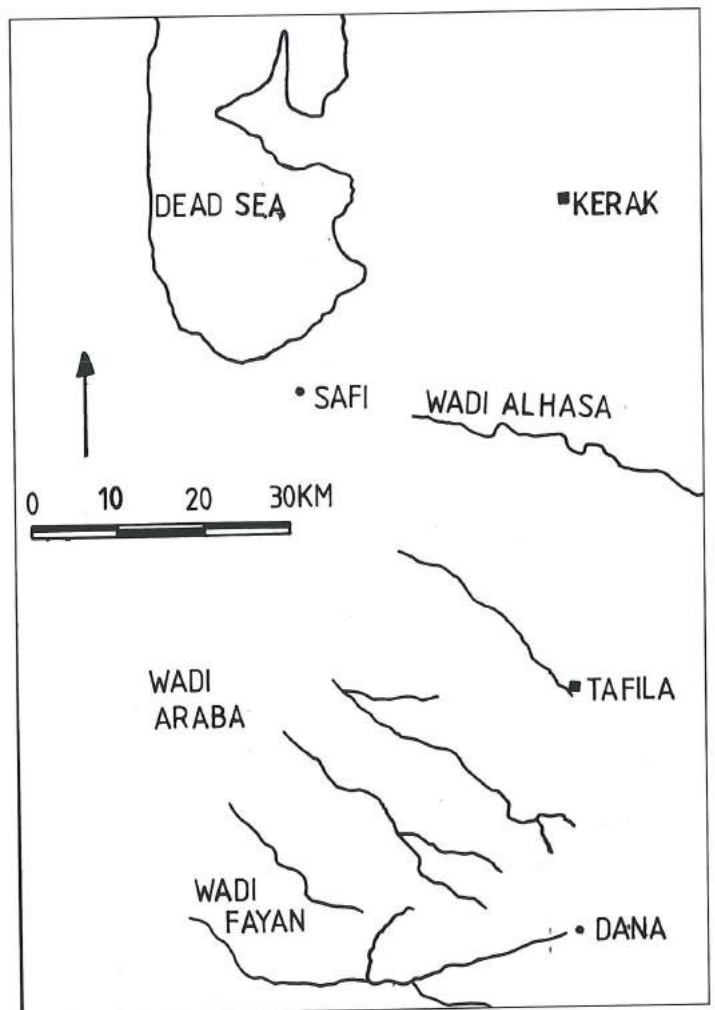 DEAD SEA
KERAK
SAFI
WADI ALHASA
0 10 20 30KM
WADI
ARABA
TAFILA
WADI
FAYAN
DANA